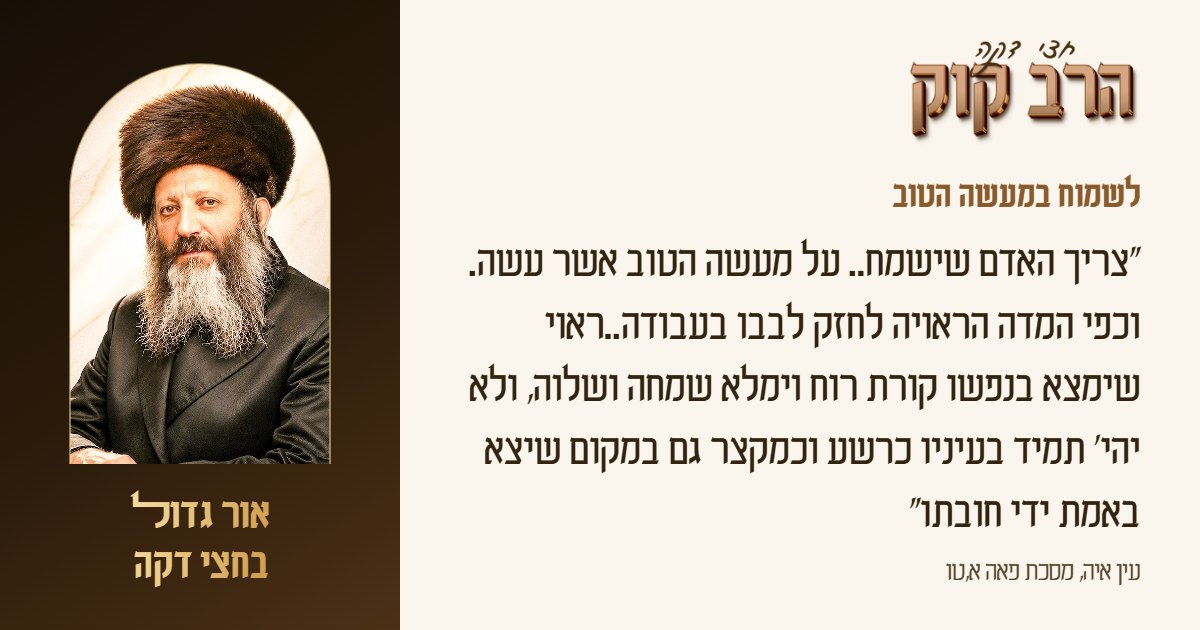 חצי דקה
הרב קוק
לשמוח במעשה הטוב
"צריך האדם שישמח.. על מעשה הטוב אשר עשה.
וכפי המדה הראויה לחזק לבבו בעבודה..ראוי
שימצא בנפשו קורת רוח וימלא שמחה ושלוה, ולא
יהי' תמיד בעיניו כרשע וכמקצר גם במקום שיצא
באמת ידי חובתו"
עין איה, מסכת פאה א,טו
אור גדול
בחצי דקה